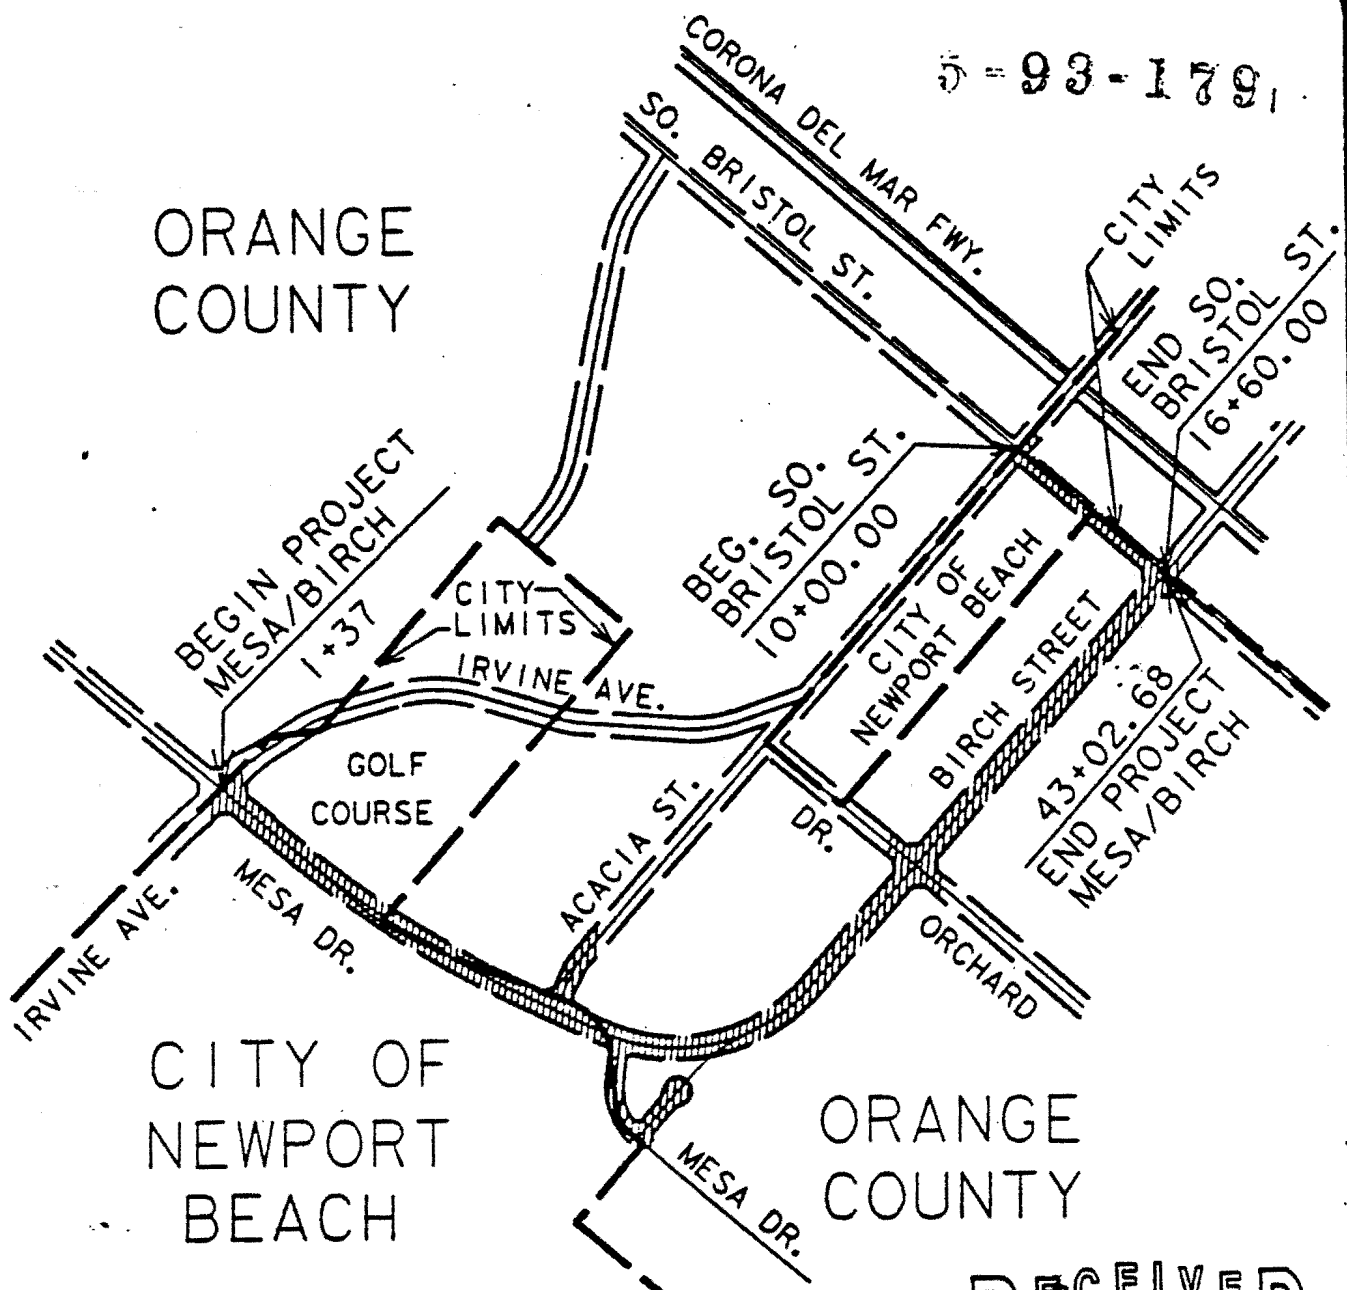 5-93-179
CORONA DEL MAR FWY.
SO. BRISTOL ST.
CITY
LIMITS
ORANGE
COUNTY
END SO.
BRISTOL ST.
16+60.00
BEG. SO.
BRISTOL ST.
10+00.00
BEGIN PROJECT
MESA/BIRCH
1+37
CITY
LIMITS
IRVINE AVE.
CITY OF
NEWPORT BEACH
BIRCH STREET
GOLF
COURSE
43+02.68
END PROJECT
MESA/BIRCH
ACACIA ST.
DR.
ORCHARD
MESA DR.
IRVINE AVE.
CITY OF
NEWPORT
BEACH
ORANGE
COUNTY
MESA DR.
RECEIVED